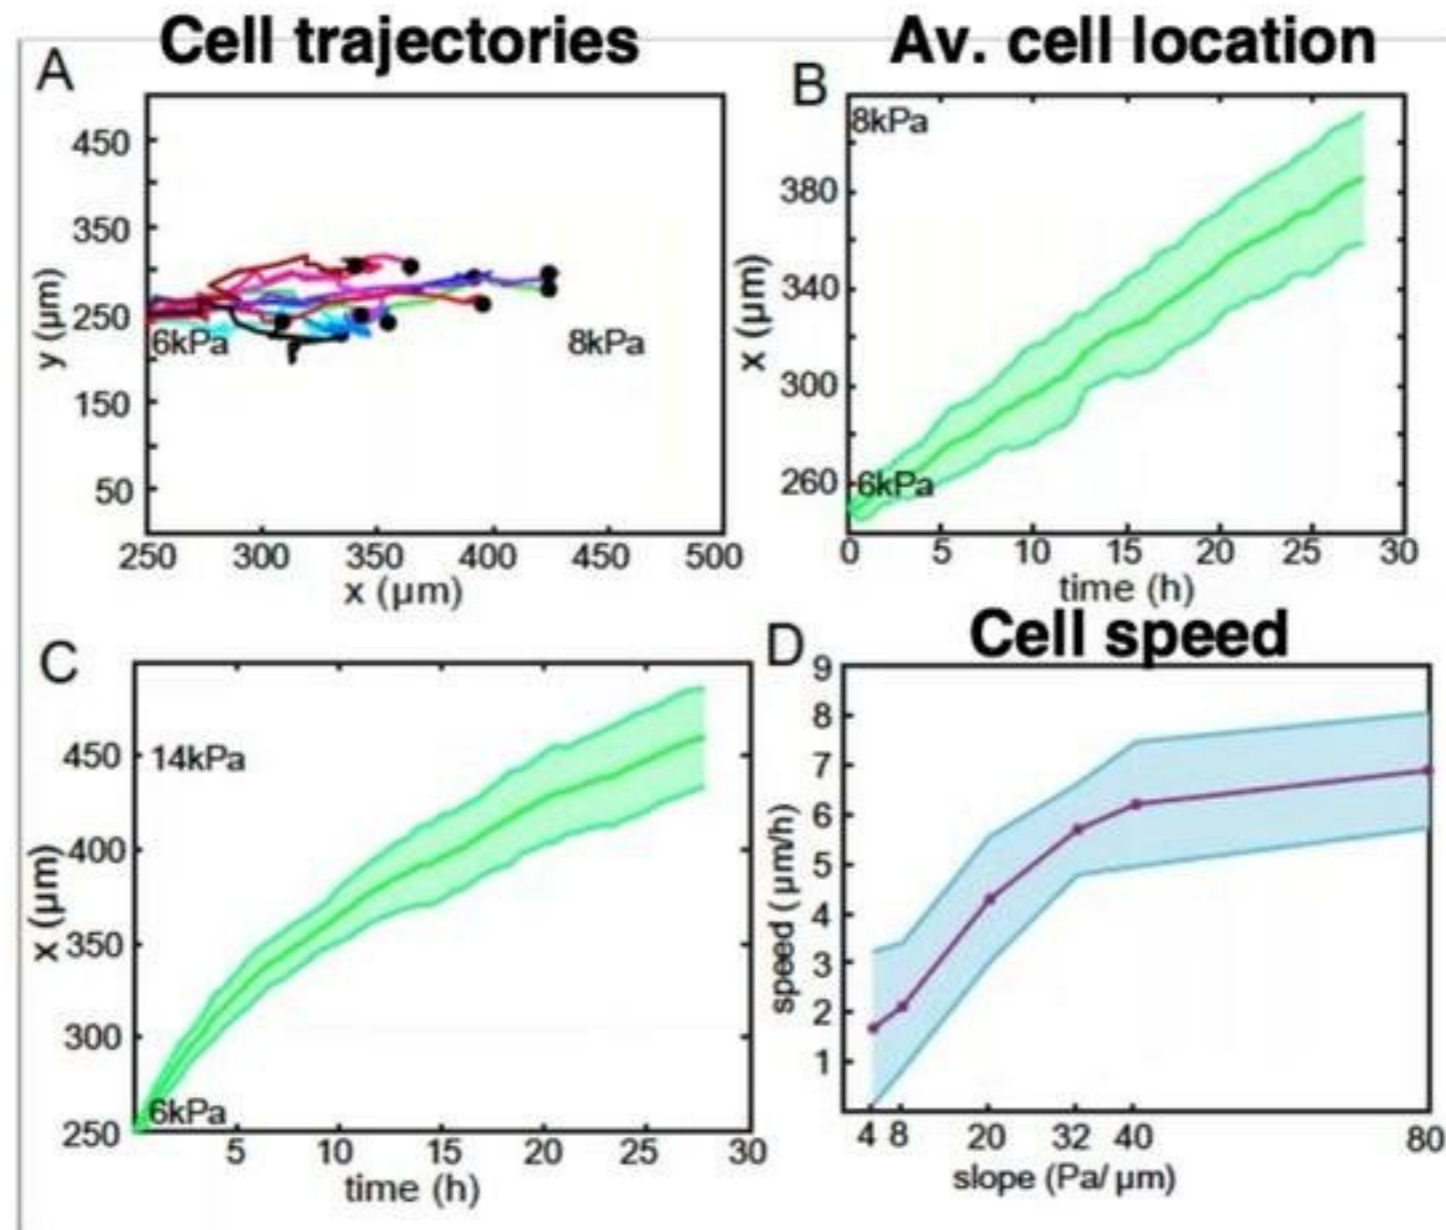 Cell trajectories
A
450
350
250
150
50
y (μm)
6kPa
8kPa
250 300 350 400 450 500
x (μm)
Av. cell location
B
8kPa
380
340
300
260
x (μm)
6kPa
0 5 10 15 20 25 30
time (h)
C
450
400
350
300
250
x (μm)
14kPa
6kPa
5 10 15 20 25 30
time (h)
Cell speed
D
9
8
7
6
5
4
3
2
1
speed (μm/h)
4 8 20 32 40 80
slope (Pa/ μm)